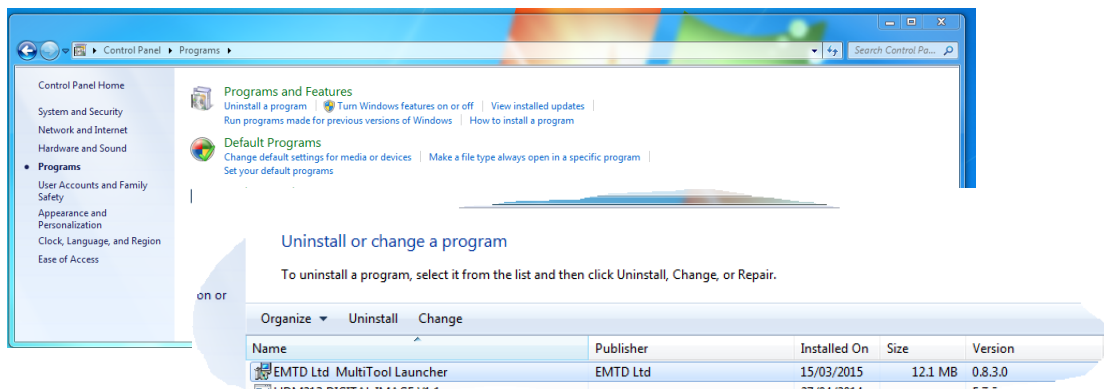 Control Panel ▸ Programs ▸
Search Control Pa...
Control Panel Home
System and Security
Network and Internet
Hardware and Sound
Programs
User Accounts and Family
Safety
Appearance and
Personalization
Clock, Language, and Region
Ease of Access
Programs and Features
Uninstall a program | Turn Windows features on or off | View installed updates |
Run programs made for previous versions of Windows | How to install a program
Default Programs
Change default settings for media or devices | Make a file type always open in a specific program |
Set your default programs
on or
Uninstall or change a program
To uninstall a program, select it from the list and then click Uninstall, Change, or Repair.
Organize ▼ Uninstall Change
Name Publisher Installed On Size Version
EMTD Ltd MultiTool Launcher EMTD Ltd 15/03/2015 12.1 MB 0.8.3.0